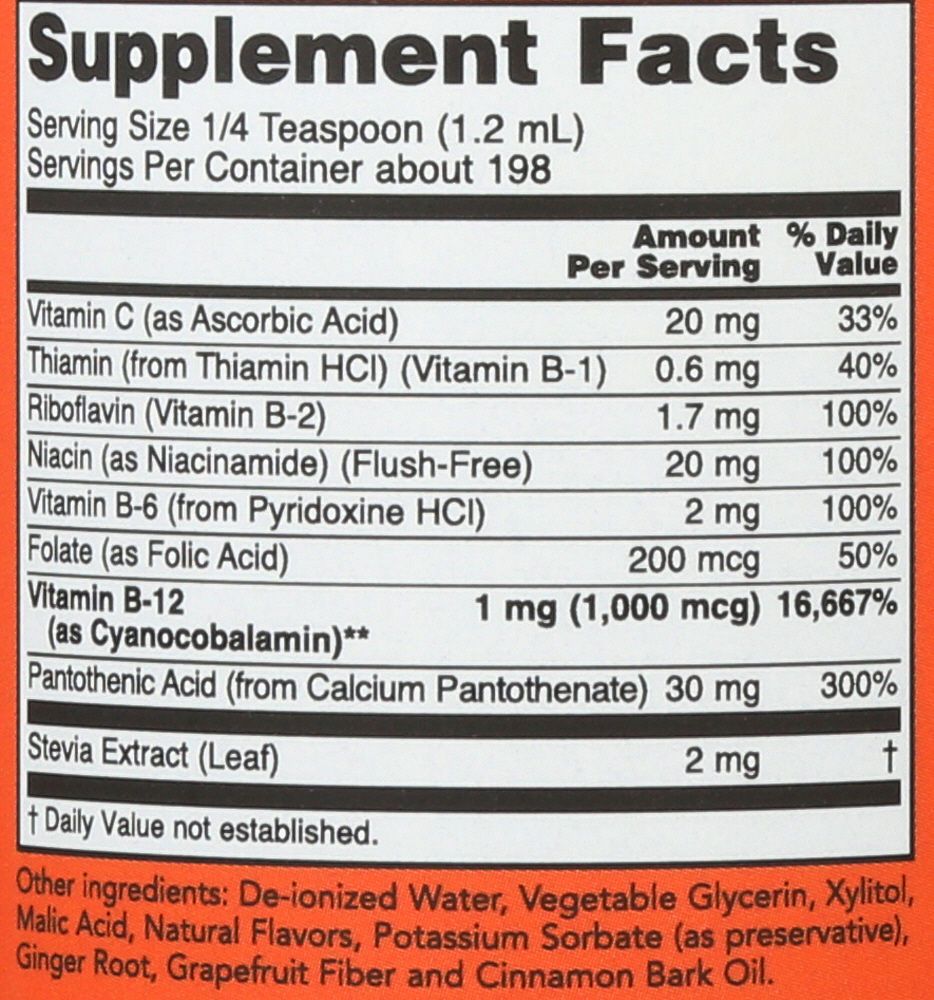 Supplement Facts
Serving Size 1/4 Teaspoon (1.2 mL)
Servings Per Container about 198
Amount Per Serving % Daily Value
Vitamin C (as Ascorbic Acid) 20 mg 33%
Thiamin (from Thiamin HCl) (Vitamin B-1) 0.6 mg 40%
Riboflavin (Vitamin B-2) 1.7 mg 100%
Niacin (as Niacinamide) (Flush-Free) 20 mg 100%
Vitamin B-6 (from Pyridoxine HCl) 2 mg 100%
Folate (as Folic Acid) 200 mcg 50%
Vitamin B-12 1 mg (1,000 mcg) 16,667%
(as Cyanocobalamin)**
Pantothenic Acid (from Calcium Pantothenate) 30 mg 300%
Stevia Extract (Leaf) 2 mg †
† Daily Value not established.
Other ingredients: De-ionized Water, Vegetable Glycerin, Xylitol,
Malic Acid, Natural Flavors, Potassium Sorbate (as preservative),
Ginger Root, Grapefruit Fiber and Cinnamon Bark Oil.